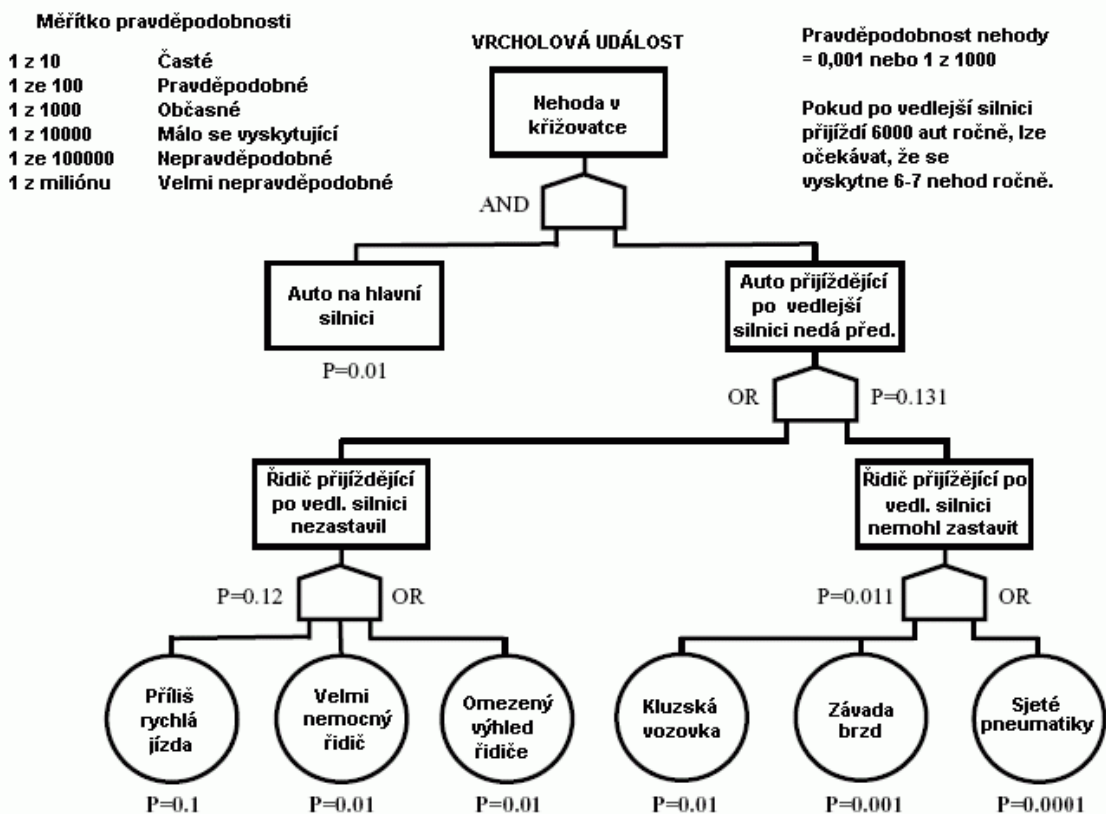 Měřítko pravděpodobnosti
1 z 10 Časté
1 ze 100 Pravděpodobné
1 z 1000 Občasné
1 z 10000 Málo se vyskytující
1 ze 100000 Nepravděpodobné
1 z miliónu Velmi nepravděpodobné
VRCHOLOVÁ UDÁLOST
Nehoda v
křižovatce
Pravděpodobnost nehody
= 0,001 nebo 1 z 1000
Pokud po vedlejší silnici
přijíždí 6000 aut ročně, lze
očekávat, že se
vyskytne 6-7 nehod ročně.
AND
Auto na hlavní
silnici
P=0.01
Auto přijíždějící
po vedlejší
silnici nedá před.
OR
P=0.131
Řidič přijíždějící
po vedl. silnici
nezastavil
Řidič přijížějící po
vedl. silnici
nemohl zastavit
P=0.12
OR
P=0.011
OR
Příliš
rychlá
jízda
Velmi
nemocný
řidič
Omezený
výhled
řidiče
Kluzská
vozovka
Závada
brzd
Sjeté
pneumatiky
P=0.1
P=0.01
P=0.01
P=0.01
P=0.001
P=0.0001